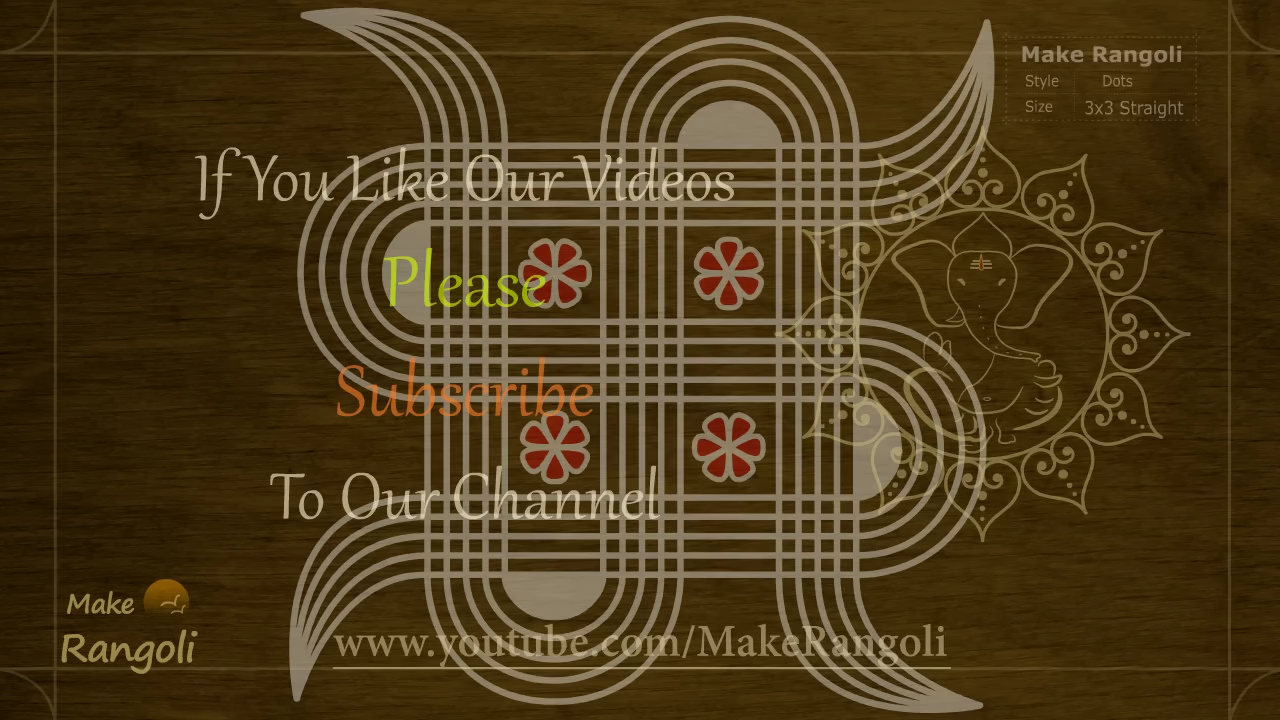 Make Rangoli
Style Dots
Size 3x3 Straight
If You Like Our Videos
Please
Subscribe
To Our Channel
Make
Rangoli
www.youtube.com/MakeRangoli